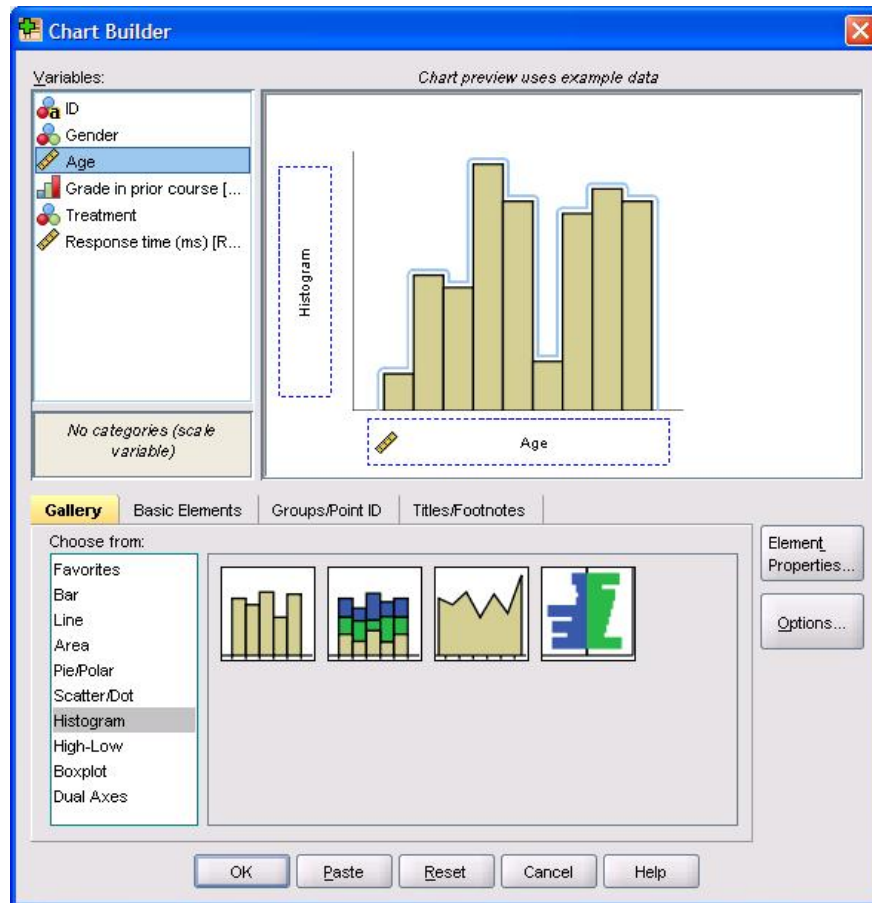 Chart Builder
Variables:
Chart preview uses example data
ID
Gender
Age
Grade in prior course [...
Treatment
Response time (ms) [R...
No categories (scale
variable)
Histogram
Age
Gallery
Basic Elements
Groups/Point ID
Titles/Footnotes
Choose from:
Favorites
Bar
Line
Area
Pie/Polar
Scatter/Dot
Histogram
High-Low
Boxplot
Dual Axes
Element
Properties...
Options...
OK
Paste
Reset
Cancel
Help